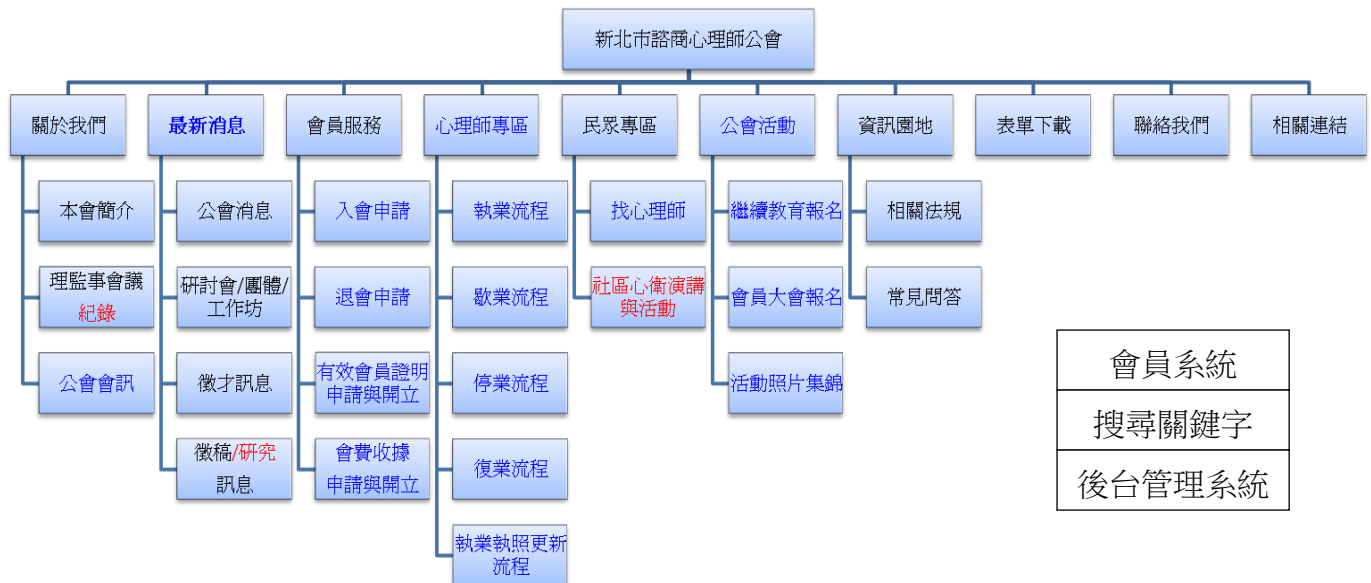 新北市諮商心理師公會
關於我們
最新消息
會員服務
心理師專區
民眾專區
公會活動
資訊園地
表單下載
聯絡我們
相關連結
本會簡介
公會消息
入會申請
執業流程
找心理師
繼續教育報名
相關法規
理監事會議
紀錄
研討會/團體/
工作坊
退會申請
歇業流程
社區心衛演講
與活動
會員大會報名
常見問答
公會會訊
徵才訊息
有效會員證明
申請與開立
停業流程
活動照片集錦
徵稿/研究
訊息
會費收據
申請與開立
復業流程
執業執照更新
流程
會員系統
搜尋關鍵字
後台管理系統